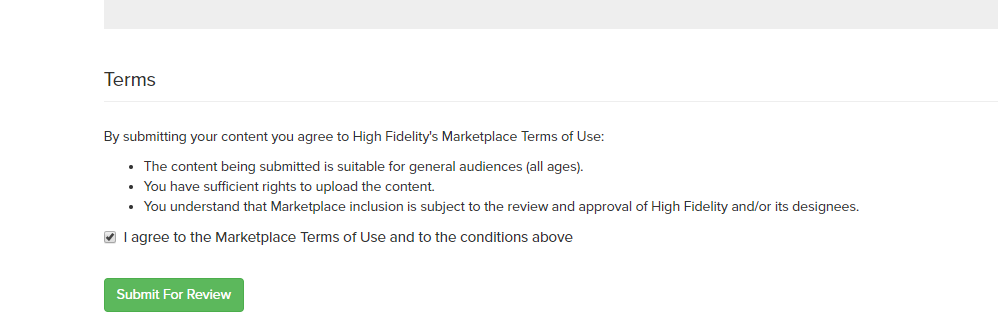 Terms
By submitting your content you agree to High Fidelity's Marketplace Terms of Use:
• The content being submitted is suitable for general audiences (all ages).
• You have sufficient rights to upload the content.
• You understand that Marketplace inclusion is subject to the review and approval of High Fidelity and/or its designees.
I agree to the Marketplace Terms of Use and to the conditions above
Submit For Review